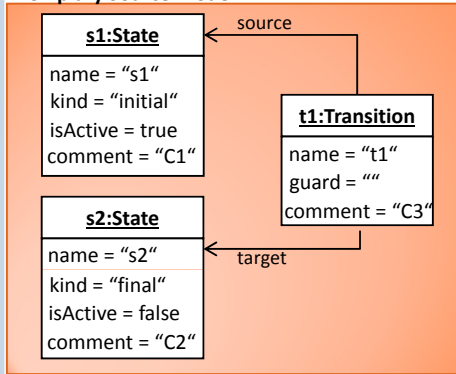 s1:State
name = “s1“
kind = “initial“
isActive = true
comment = “C1“
source
t1:Transition
name = “t1“
guard = ““
comment = “C3“
s2:State
name = “s2“
kind = “final“
isActive = false
comment = “C2“
target